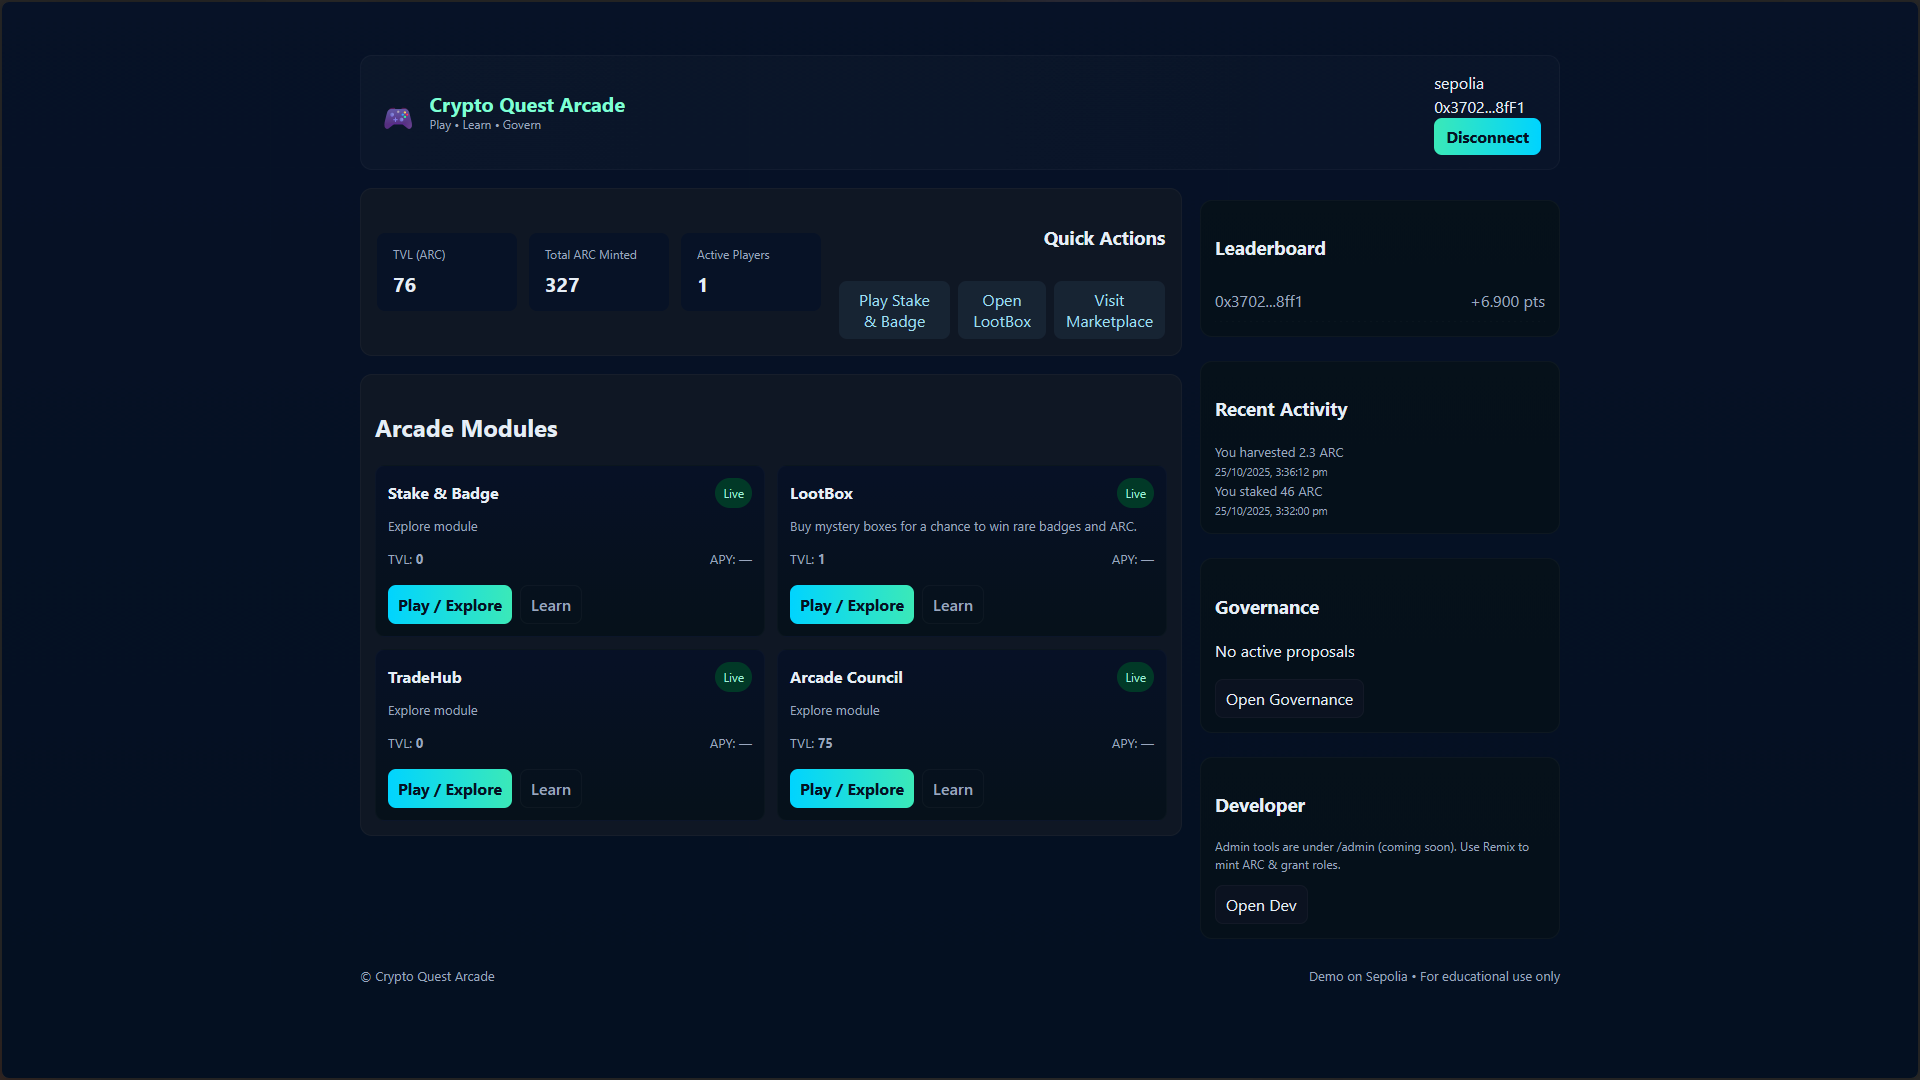 Crypto Quest Arcade
Play • Learn • Govern
sepolia
0x3702...8fF1
Disconnect
TVL (ARC)
76
Total ARC Minted
327
Active Players
1
Quick Actions
Play Stake
& Badge
Open
LootBox
Visit
Marketplace
Arcade Modules
Stake & Badge
Live
Explore module
TVL: 0
APY: —
Play / Explore
Learn
LootBox
Live
Buy mystery boxes for a chance to win rare badges and ARC.
TVL: 1
APY: —
Play / Explore
Learn
TradeHub
Live
Explore module
TVL: 0
APY: —
Play / Explore
Learn
Arcade Council
Live
Explore module
TVL: 75
APY: —
Play / Explore
Learn
Leaderboard
0x3702...8ff1
+6.900 pts
Recent Activity
You harvested 2.3 ARC
25/10/2025, 3:36:12 pm
You staked 46 ARC
25/10/2025, 3:32:00 pm
Governance
No active proposals
Open Governance
Developer
Admin tools are under /admin (coming soon). Use Remix to
mint ARC & grant roles.
Open Dev
© Crypto Quest Arcade
Demo on Sepolia • For educational use only